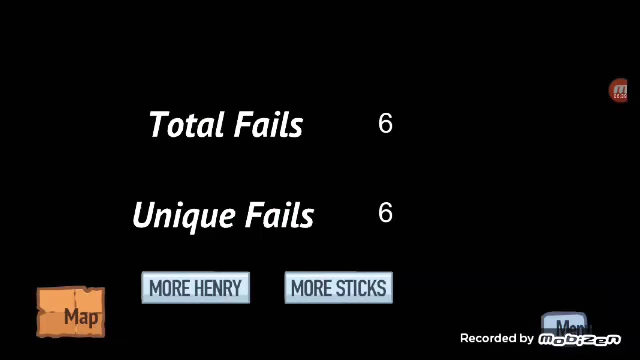 Total Fails 6
Unique Fails 6
MORE HENRY MORE STICKS
Map
Recorded by mobizen